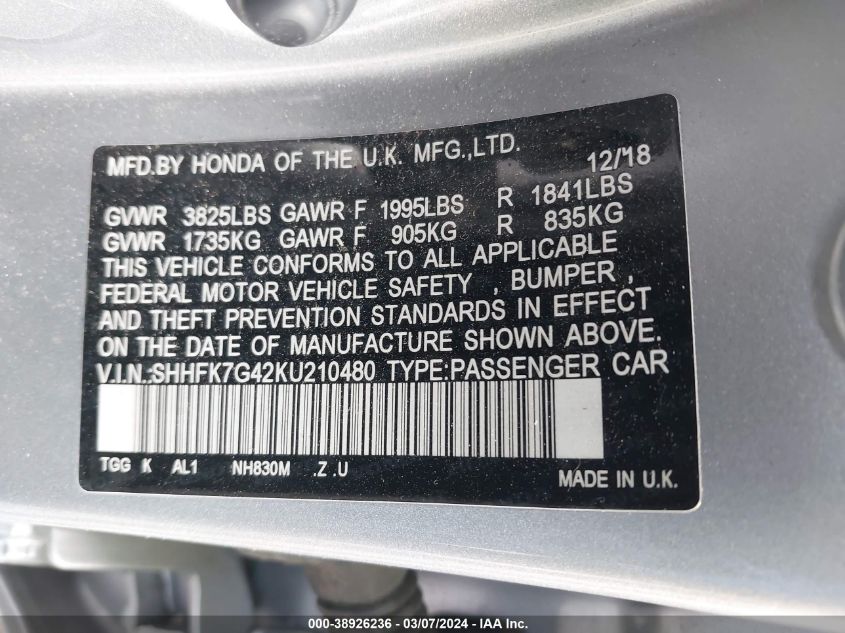 MFD.BY HONDA OF THE U.K. MFG.,LTD. 12/18
GVWR 3825LBS GAWR F 1995LBS R 1841LBS
GVWR 1735KG GAWR F 905KG R 835KG
THIS VEHICLE CONFORMS TO ALL APPLICABLE
FEDERAL MOTOR VEHICLE SAFETY , BUMPER ,
AND THEFT PREVENTION STANDARDS IN EFFECT
ON THE DATE OF MANUFACTURE SHOWN ABOVE.
V.I.N.:SHHFK7G42KU210480 TYPE:PASSENGER CAR
TGG K AL1 NH830M .Z .U MADE IN U.K.
000-38926236 - 03/07/2024 - IAA Inc.